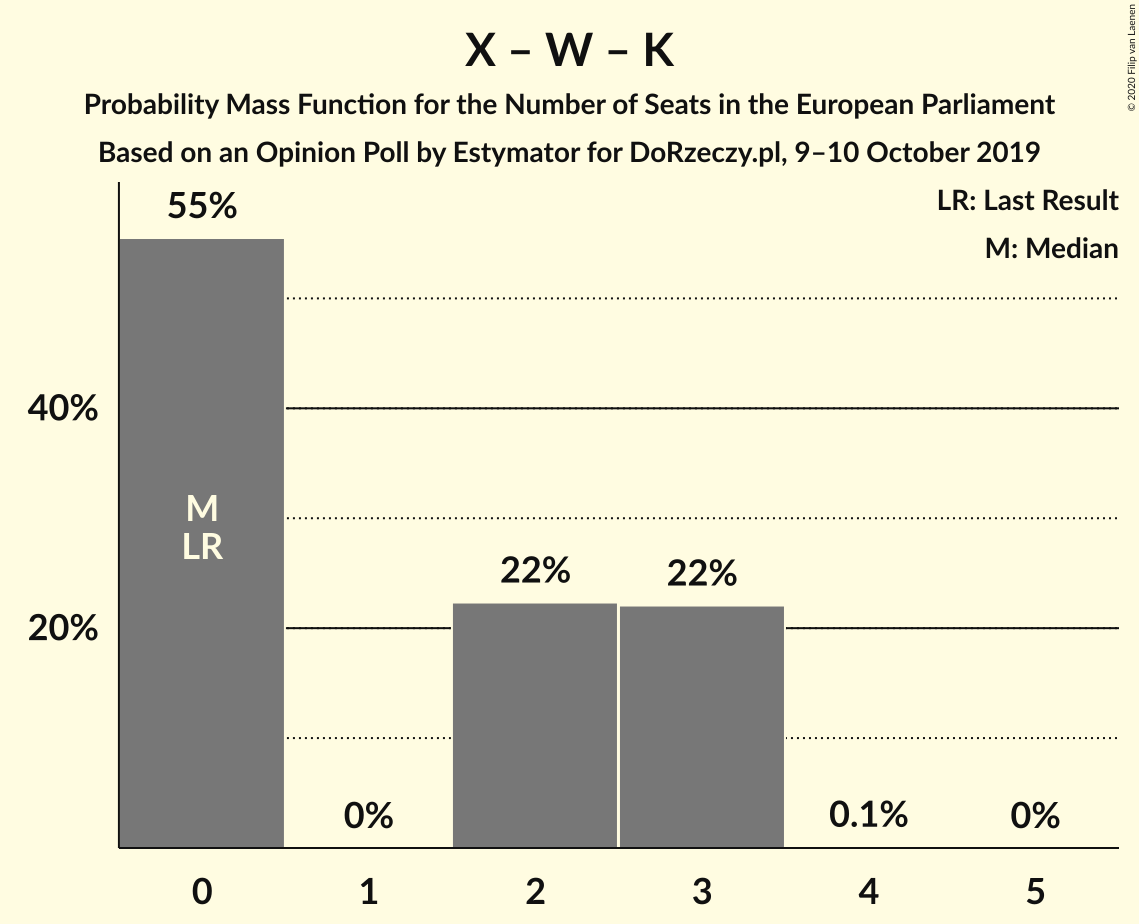 X – W – K
Probability Mass Function for the Number of Seats in the European Parliament
Based on an Opinion Poll by Estymator for DoRzeczy.pl, 9–10 October 2019
© 2020 Filip van Laenen
LR: Last Result
M: Median
55%
40%
M
LR
22%
22%
20%
0%
0.1%
0%
0
1
2
3
4
5